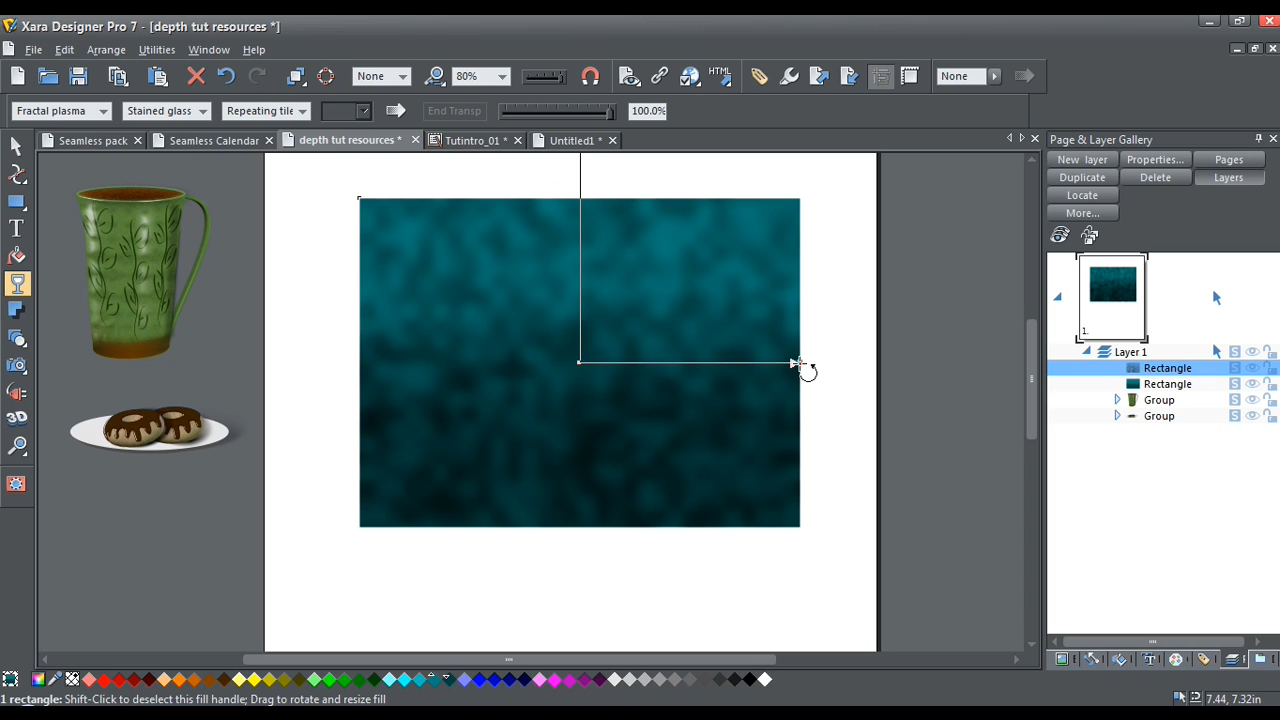 Xara Designer Pro 7 - [depth tut resources *]
File Edit Arrange Utilities Window Help
None 80% HTML None
Fractal plasma Stained glass Repeating tile End Transp 100.0%
Seamless pack Seamless Calendar depth tut resources * Tutintro_01 * Untitled1 *
Page & Layer Gallery
New layer Properties... Pages
Duplicate Delete Layers
Locate
More...
1.
Layer 1
Rectangle
Rectangle
Group
Group
T
3D
1 rectangle: Shift-Click to deselect this fill handle; Drag to rotate and resize fill
7.44, 7.32in